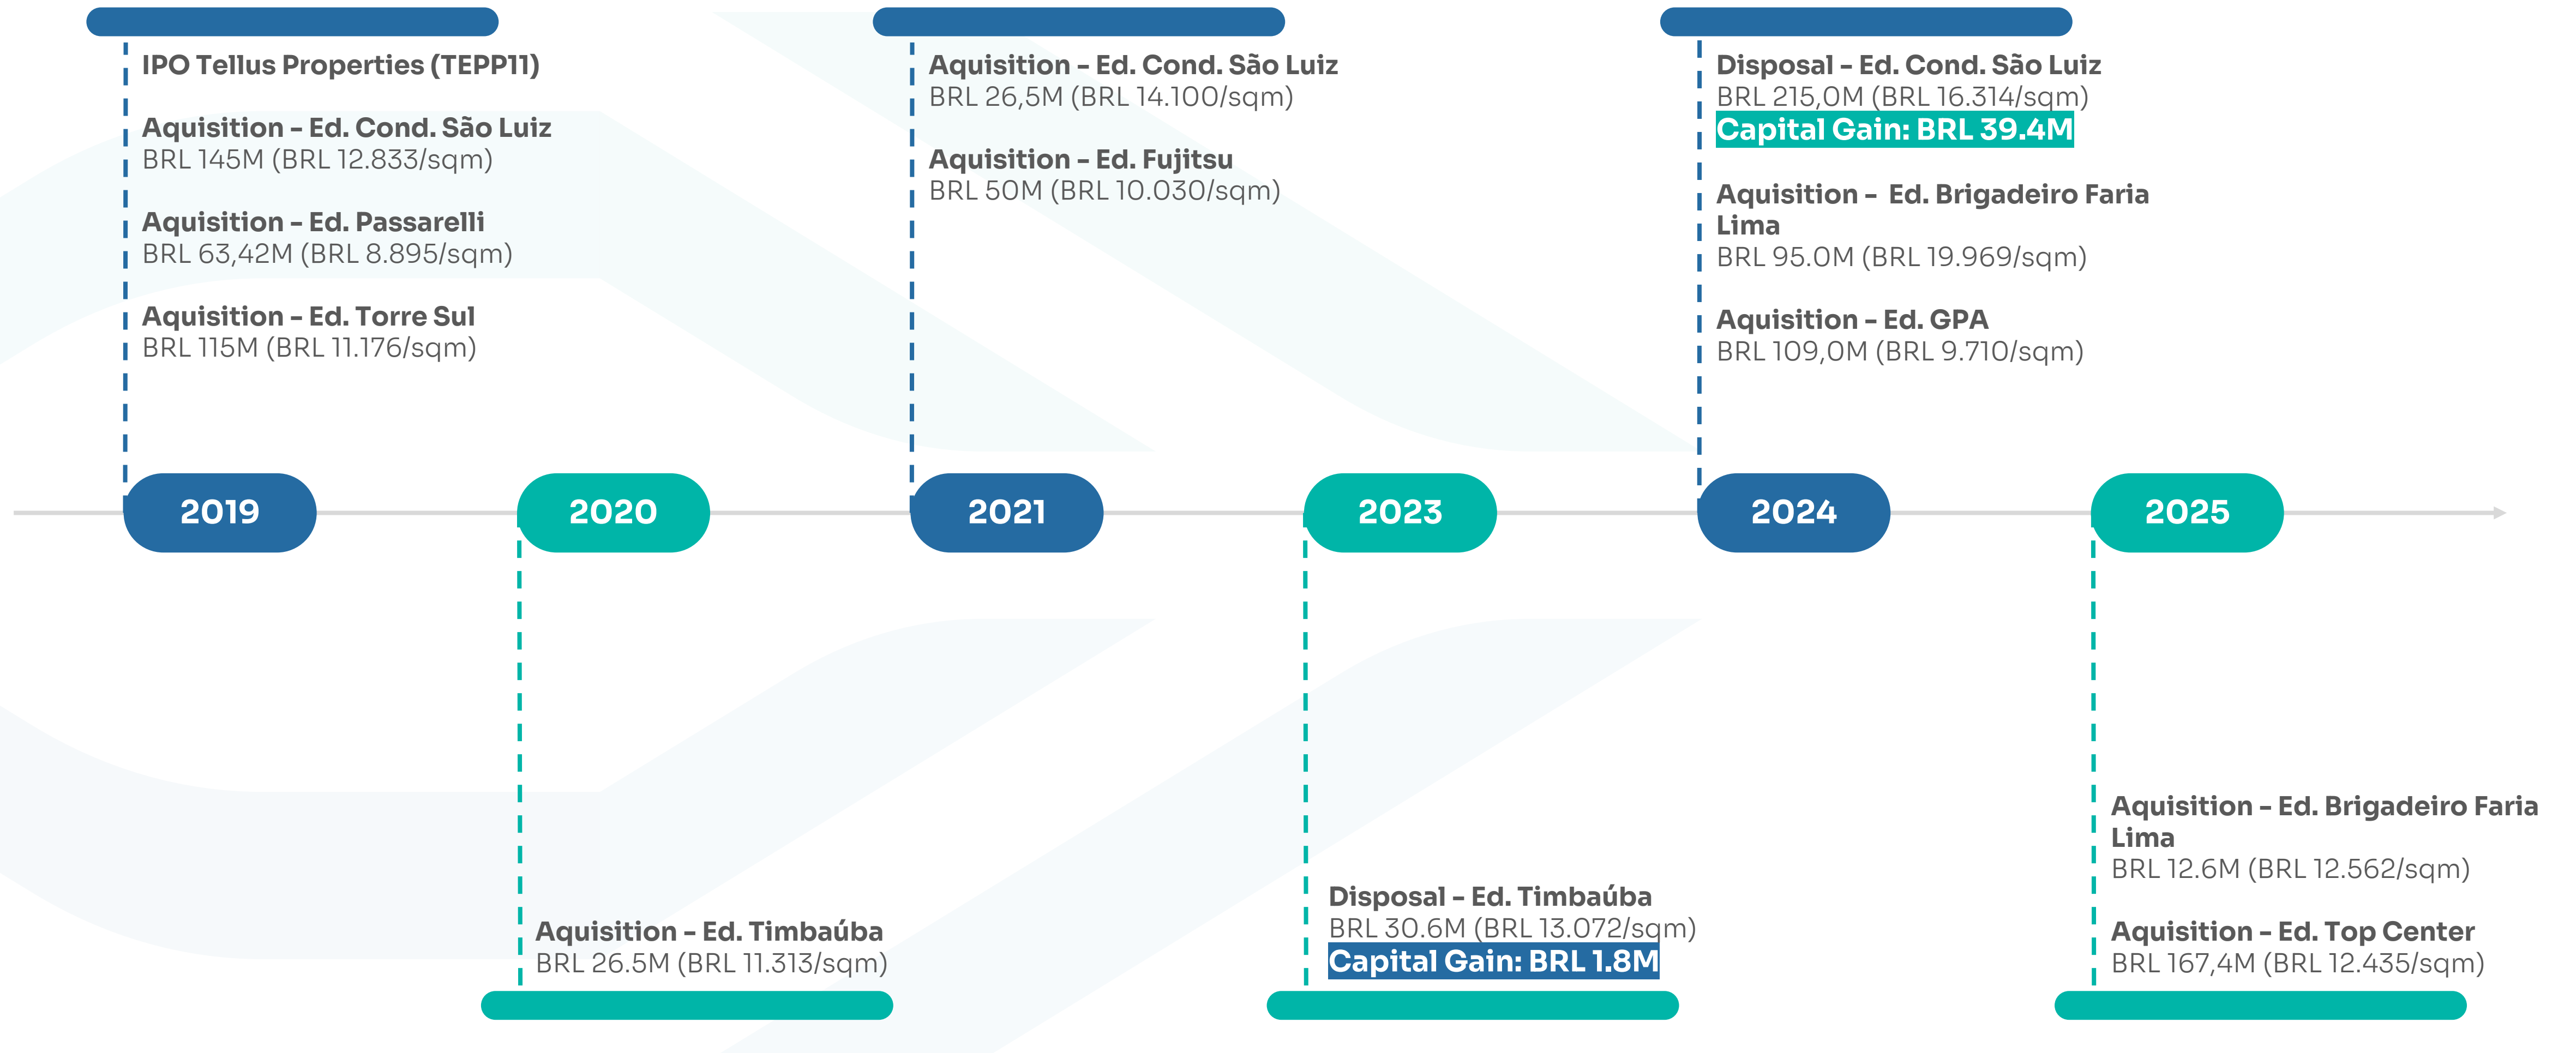 IPO Tellus Properties (TEPP11)
Aquisition – Ed. Cond. São Luiz
BRL 145M (BRL 12.833/sqm)
Aquisition – Ed. Passarelli
BRL 63,42M (BRL 8.895/sqm)
Aquisition – Ed. Torre Sul
BRL 115M (BRL 11.176/sqm)
Aquisition – Ed. Cond. São Luiz
BRL 26,5M (BRL 14.100/sqm)
Aquisition – Ed. Fujitsu
BRL 50M (BRL 10.030/sqm)
Disposal – Ed. Cond. São Luiz
BRL 215,0M (BRL 16.314/sqm)
Capital Gain: BRL 39.4M
Aquisition – Ed. Brigadeiro Faria
Lima
BRL 95.0M (BRL 19.969/sqm)
Aquisition – Ed. GPA
BRL 109,0M (BRL 9.710/sqm)
2019
2020
2021
2023
2024
2025
Aquisition – Ed. Timbaúba
BRL 26.5M (BRL 11.313/sqm)
Disposal – Ed. Timbaúba
BRL 30.6M (BRL 13.072/sqm)
Capital Gain: BRL 1.8M
Aquisition – Ed. Brigadeiro Faria
Lima
BRL 12.6M (BRL 12.562/sqm)
Aquisition – Ed. Top Center
BRL 167,4M (BRL 12.435/sqm)